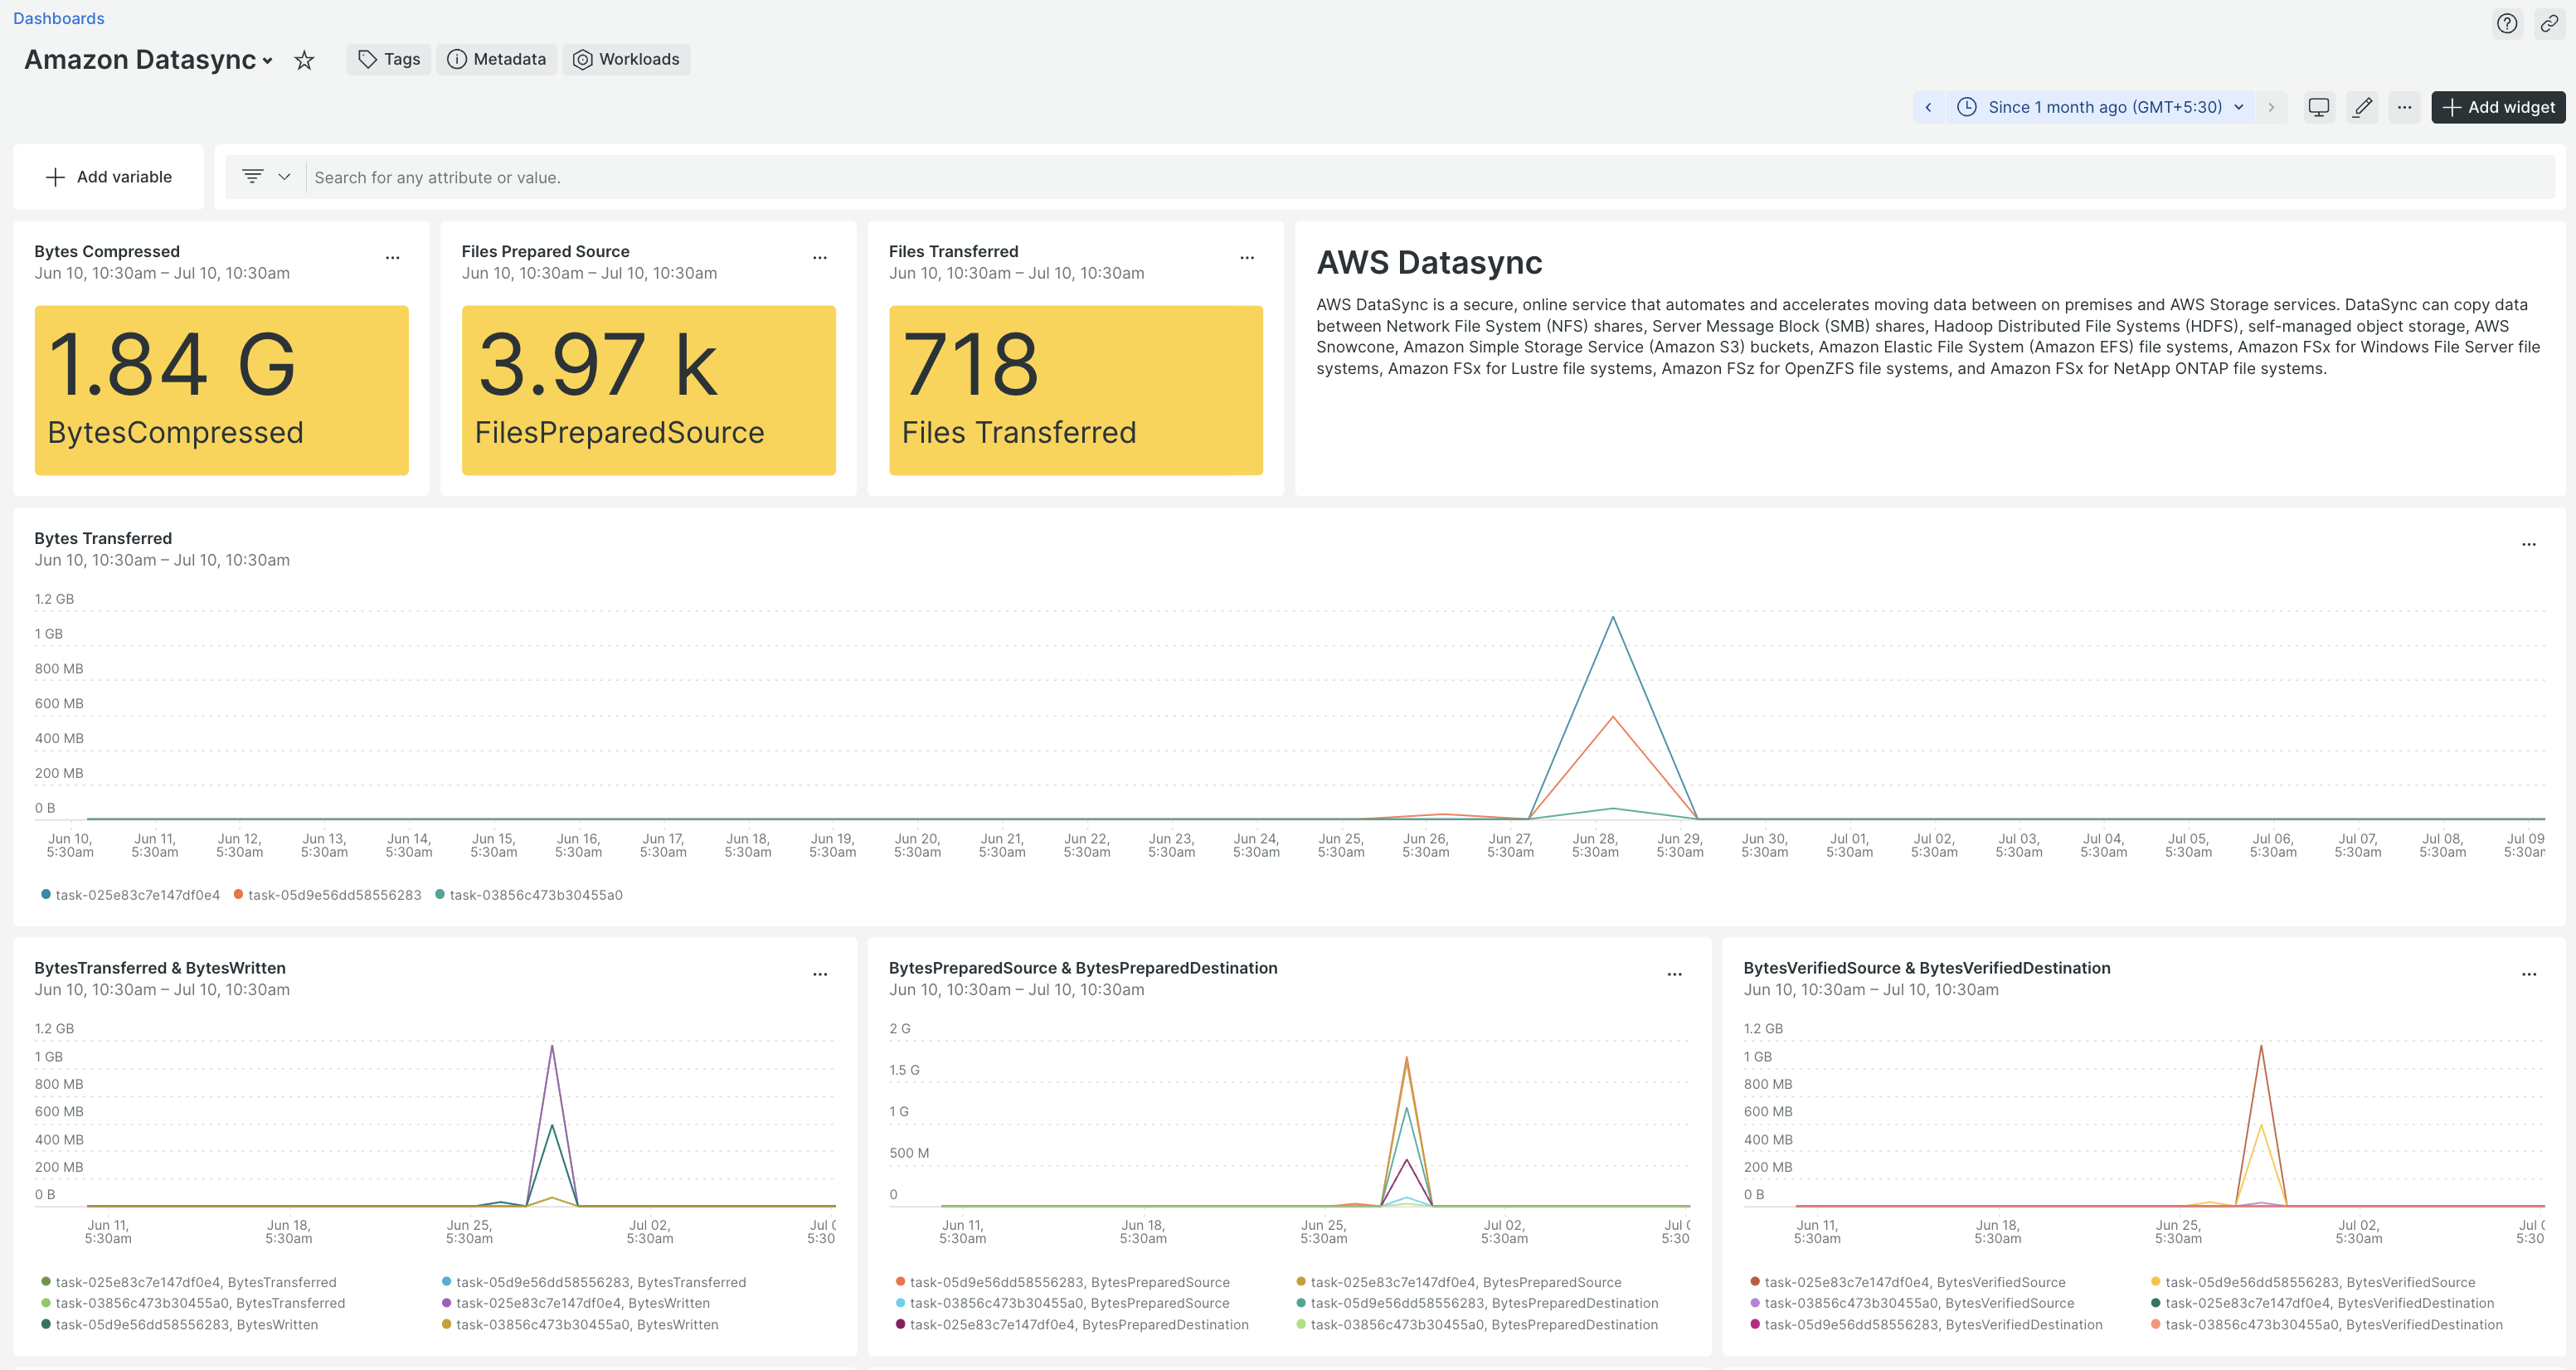 Dashboards
Amazon Datasync
Tags
Metadata
Workloads
Since 1 month ago (GMT+5:30)
Add widget
Add variable
Search for any attribute or value.
Bytes Compressed
Jun 10, 10:30am – Jul 10, 10:30am
1.84 G
BytesCompressed
Files Prepared Source
Jun 10, 10:30am – Jul 10, 10:30am
3.97 k
FilesPreparedSource
Files Transferred
Jun 10, 10:30am – Jul 10, 10:30am
718
Files Transferred
AWS Datasync
AWS DataSync is a secure, online service that automates and accelerates moving data between on premises and AWS Storage services. DataSync can copy data
between Network File System (NFS) shares, Server Message Block (SMB) shares, Hadoop Distributed File Systems (HDFS), self-managed object storage, AWS
Snowcone, Amazon Simple Storage Service (Amazon S3) buckets, Amazon Elastic File System (Amazon EFS) file systems, Amazon FSx for Windows File Server file
systems, Amazon FSx for Lustre file systems, Amazon FSz for OpenZFS file systems, and Amazon FSx for NetApp ONTAP file systems.
Bytes Transferred
Jun 10, 10:30am – Jul 10, 10:30am
1.2 GB
1 GB
800 MB
600 MB
400 MB
200 MB
0 B
Jun 10, Jun 11, Jun 12, Jun 13, Jun 14, Jun 15, Jun 16, Jun 17, Jun 18, Jun 19, Jun 20, Jun 21, Jun 22, Jun 23, Jun 24, Jun 25, Jun 26, Jun 27, Jun 28, Jun 29, Jun 30, Jul 01, Jul 02, Jul 03, Jul 04, Jul 05, Jul 06, Jul 07, Jul 08, Jul 09
5:30am 5:30am 5:30am 5:30am 5:30am 5:30am 5:30am 5:30am 5:30am 5:30am 5:30am 5:30am 5:30am 5:30am 5:30am 5:30am 5:30am 5:30am 5:30am 5:30am 5:30am 5:30am 5:30am 5:30am 5:30am 5:30am 5:30am 5:30am 5:30am
task-025e83c7e147df0e4 task-05d9e56dd58556283 task-03856c473b30455a0
BytesTransferred & BytesWritten
Jun 10, 10:30am – Jul 10, 10:30am
1.2 GB
1 GB
800 MB
600 MB
400 MB
200 MB
0 B
Jun 11, Jun 18, Jun 25, Jul 02, Jul
5:30am 5:30am 5:30am 5:30am 5:30
task-025e83c7e147df0e4, BytesTransferred
task-05d9e56dd58556283, BytesTransferred
task-03856c473b30455a0, BytesTransferred
task-025e83c7e147df0e4, BytesWritten
task-05d9e56dd58556283, BytesWritten
task-03856c473b30455a0, BytesWritten
BytesPreparedSource & BytesPreparedDestination
Jun 10, 10:30am – Jul 10, 10:30am
2 G
1.5 G
1 G
500 M
0
Jun 11, Jun 18, Jun 25, Jul 02, Jul
5:30am 5:30am 5:30am 5:30am 5:30
task-05d9e56dd58556283, BytesPreparedSource
task-025e83c7e147df0e4, BytesPreparedSource
task-03856c473b30455a0, BytesPreparedSource
task-05d9e56dd58556283, BytesPreparedDestination
task-025e83c7e147df0e4, BytesPreparedDestination
task-03856c473b30455a0, BytesPreparedDestination
BytesVerifiedSource & BytesVerifiedDestination
Jun 10, 10:30am – Jul 10, 10:30am
1.2 GB
1 GB
800 MB
600 MB
400 MB
200 MB
0 B
Jun 11, Jun 18, Jun 25, Jul 02, Jul
5:30am 5:30am 5:30am 5:30am 5:30
task-025e83c7e147df0e4, BytesVerifiedSource
task-05d9e56dd58556283, BytesVerifiedSource
task-03856c473b30455a0, BytesVerifiedSource
task-025e83c7e147df0e4, BytesVerifiedDestination
task-05d9e56dd58556283, BytesVerifiedDestination
task-03856c473b30455a0, BytesVerifiedDestination